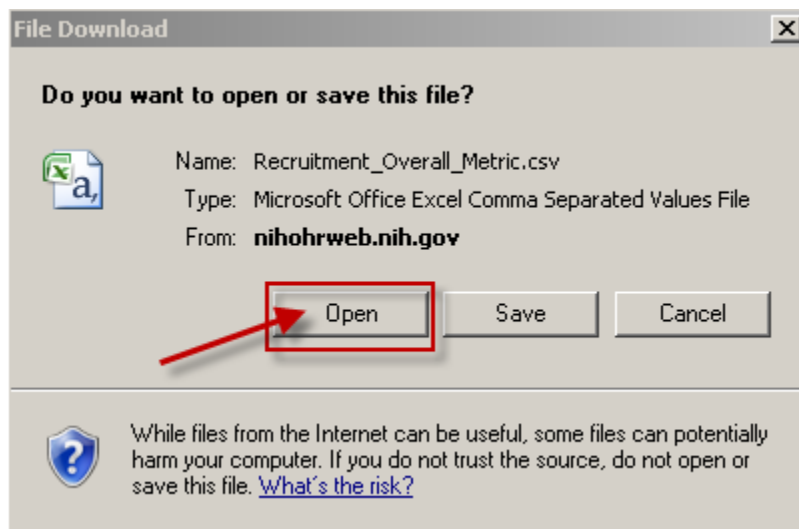 File Download
Do you want to open or save this file?
Name: Recruitment_Overall_Metric.csv
Type: Microsoft Office Excel Comma Separated Values File
From: nihohrweb.nih.gov
Open Save Cancel
While files from the Internet can be useful, some files can potentially
harm your computer. If you do not trust the source, do not open or
save this file. What's the risk?